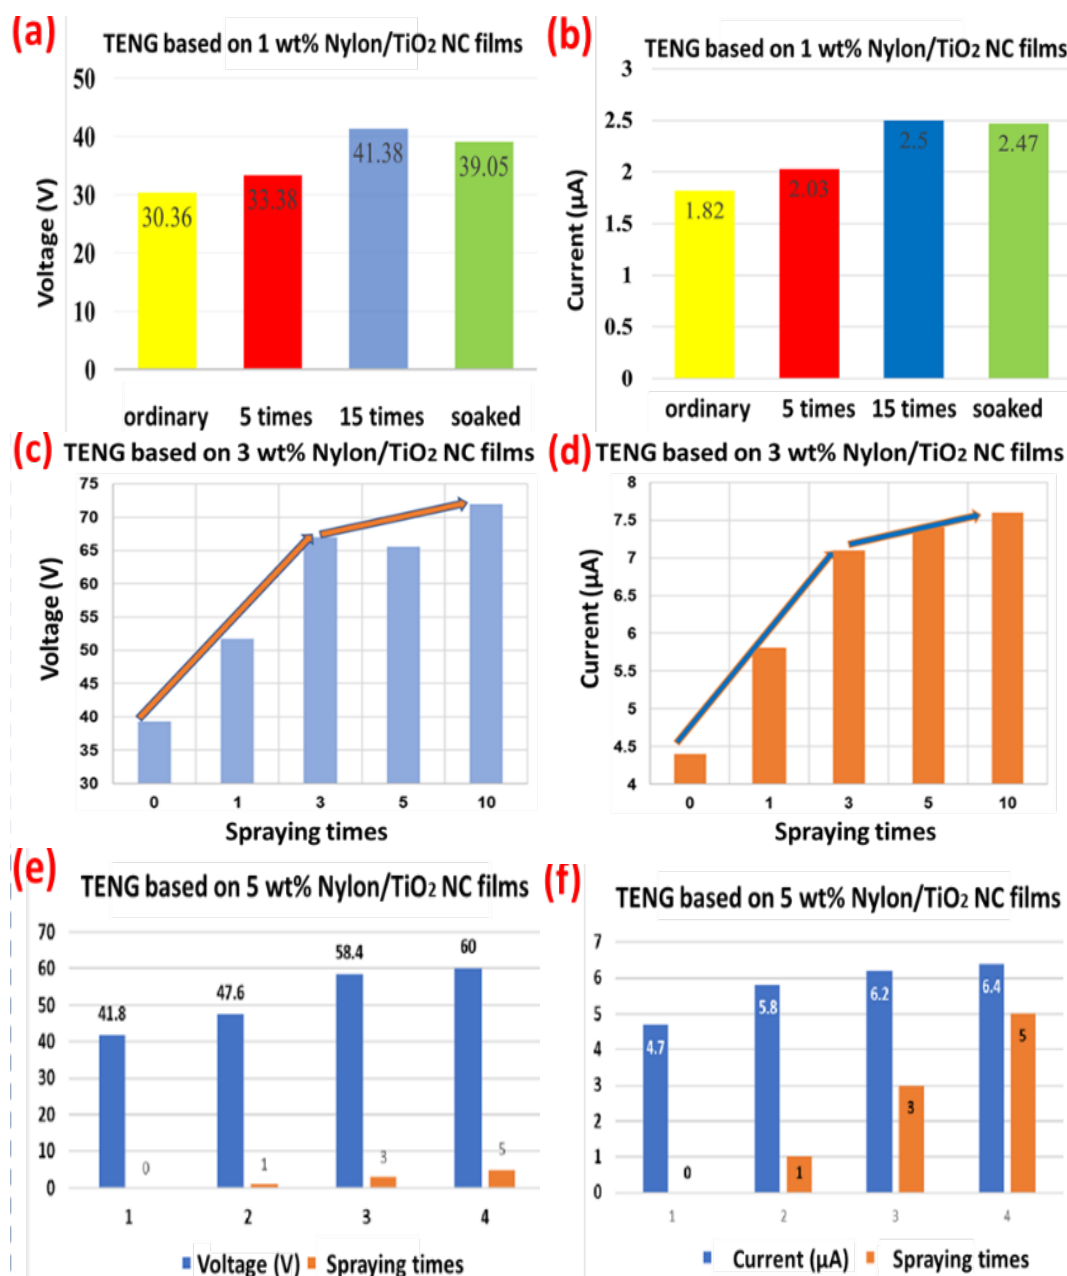 (a)
TENG based on 1 wt% Nylon/TiO₂ NC films
Voltage (V)
50
40
30
20
10
0
30.36
33.38
41.38
39.05
ordinary 5 times 15 times soaked
(b)
TENG based on 1 wt% Nylon/TiO₂ NC films
Current (µA)
3
2.5
2
1.5
1
0.5
0
1.82
2.03
2.5
2.47
ordinary 5 times 15 times soaked
(c)
TENG based on 3 wt% Nylon/TiO₂ NC films
Voltage (V)
75
70
65
60
55
50
45
40
35
30
0 1 3 5 10
Spraying times
(d)
TENG based on 3 wt% Nylon/TiO₂ NC films
Current (µA)
8
7.5
7
6.5
6
5.5
5
4.5
4
0 1 3 5 10
Spraying times
(e)
TENG based on 5 wt% Nylon/TiO₂ NC films
70
60
50
40
30
20
10
0
41.8
0
47.6
1
58.4
3
60
5
1 2 3 4
Voltage (V) Spraying times
(f)
TENG based on 5 wt% Nylon/TiO₂ NC films
7
6
5
4
3
2
1
0
4.7
0
5.8
1
6.2
3
6.4
5
1 2 3 4
Current (µA) Spraying times